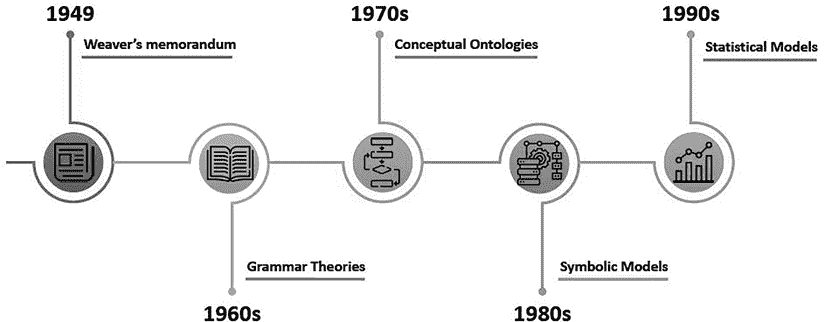 1949
Weaver's memorandum
1970s
Conceptual Ontologies
1990s
Statistical Models
Grammar Theories
1960s
Symbolic Models
1980s